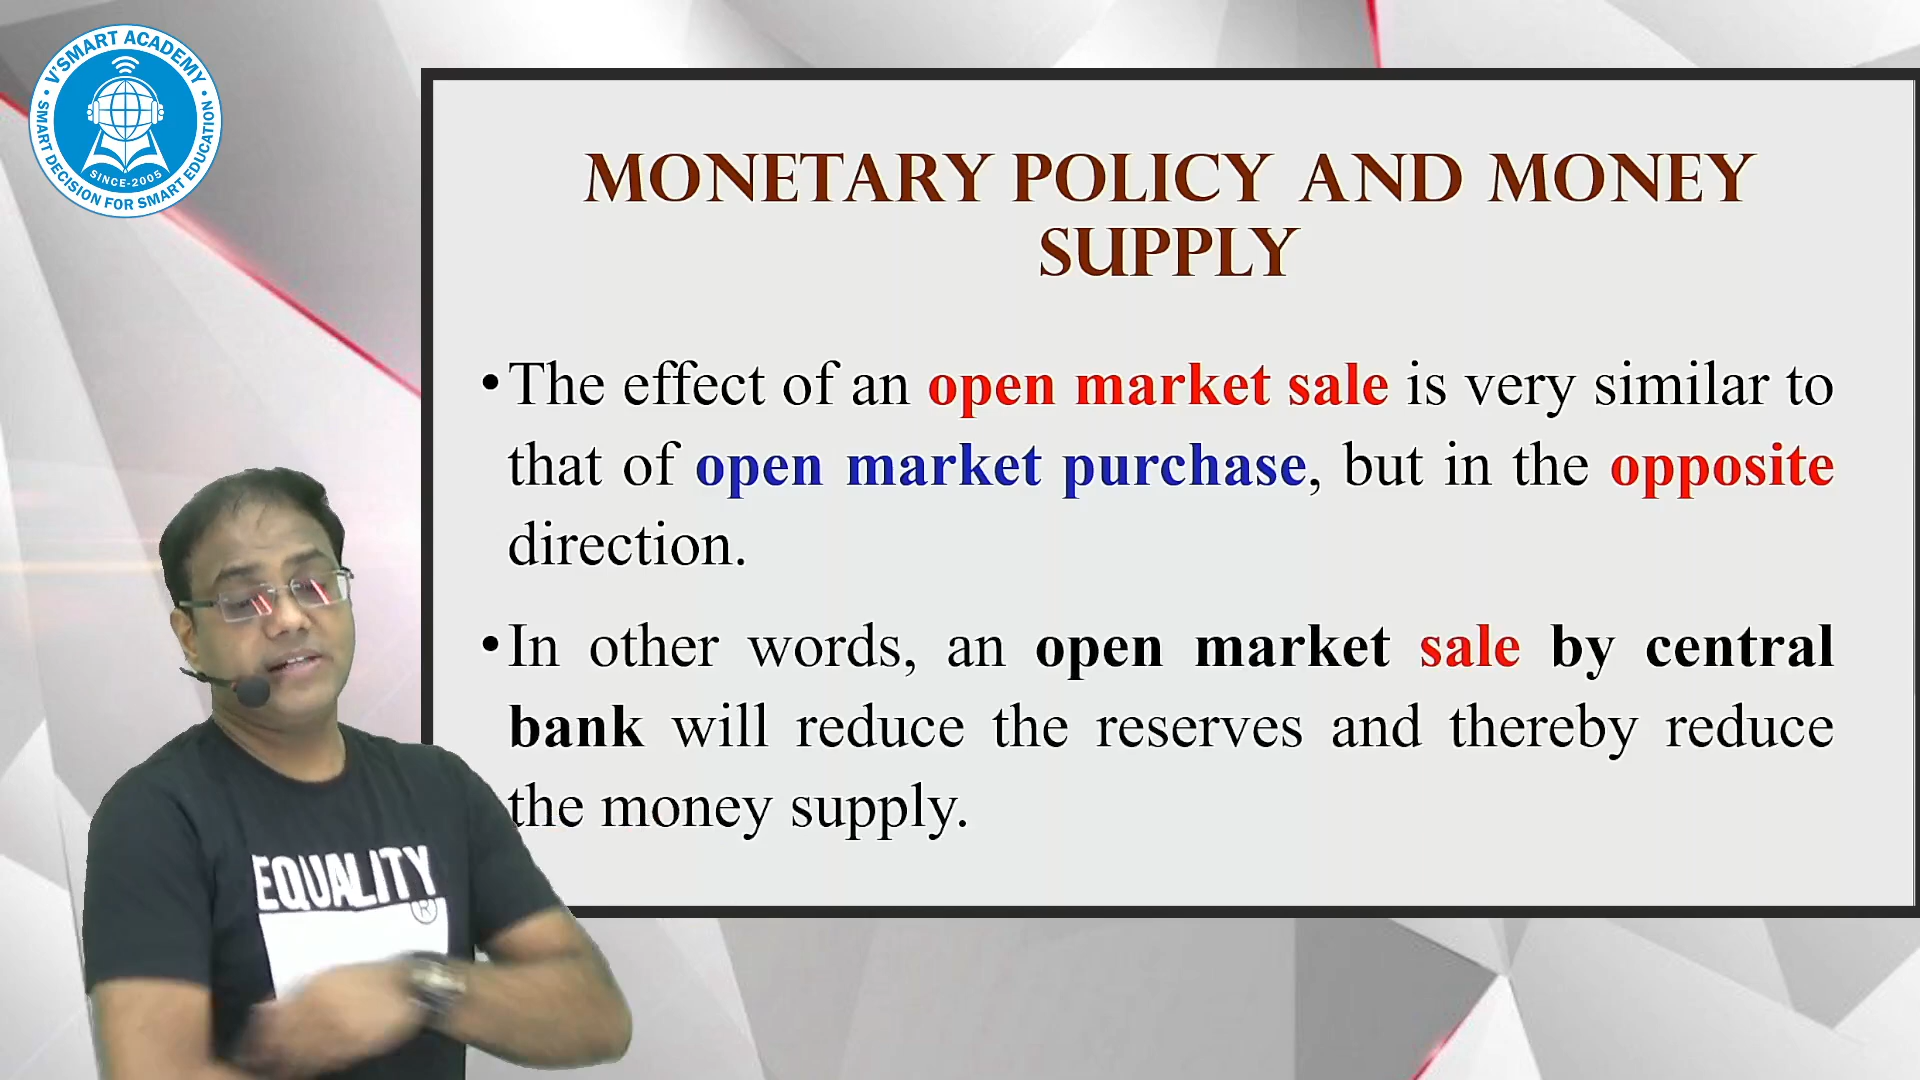 V'SMART ACADEMY
SMART DECISION FOR SMART EDUCATION
SINCE-2005
MONETARY POLICY AND MONEY
SUPPLY
• The effect of an open market sale is very similar to
that of open market purchase, but in the opposite
direction.
• In other words, an open market sale by central
bank will reduce the reserves and thereby reduce
the money supply.
EQUALITY
®